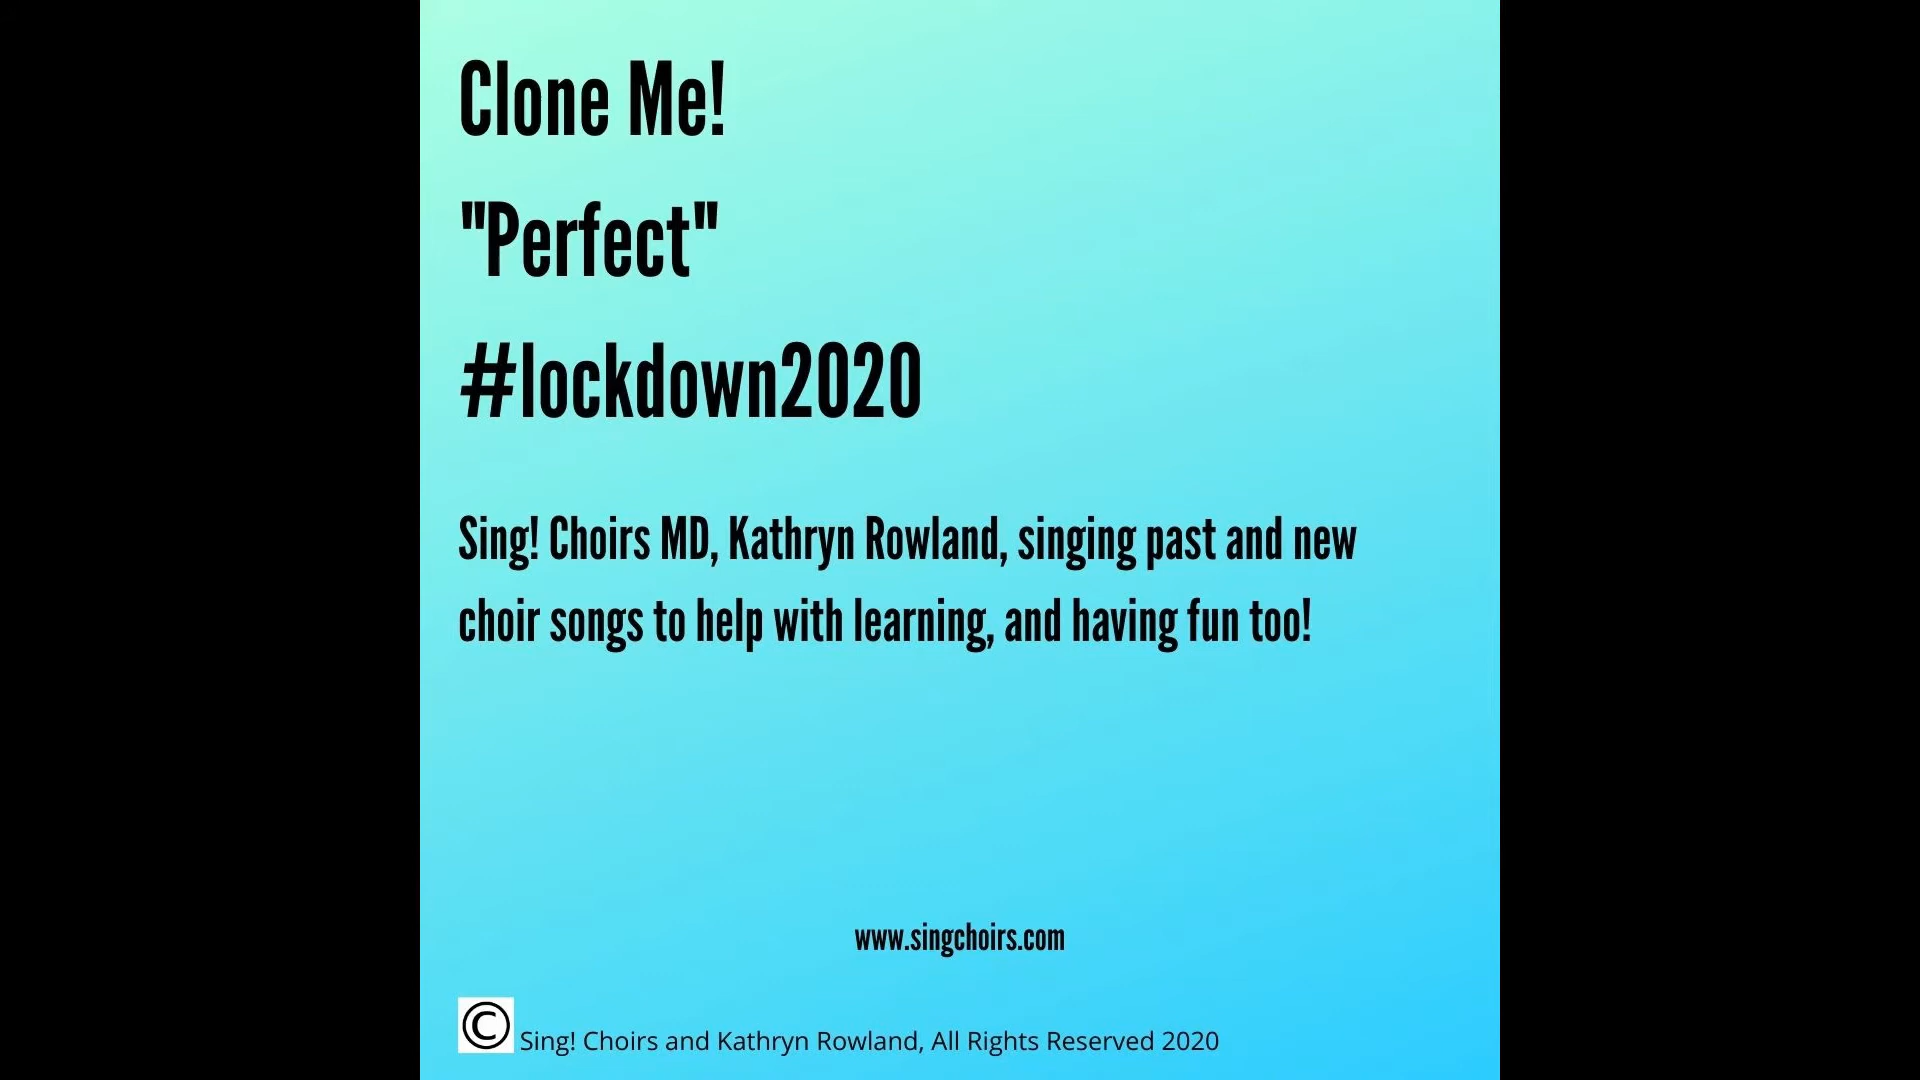 Clone Me!
"Perfect"
#lockdown2020
Sing! Choirs MD, Kathryn Rowland, singing past and new
choir songs to help with learning, and having fun too!
www.singchoirs.com
© Sing! Choirs and Kathryn Rowland, All Rights Reserved 2020